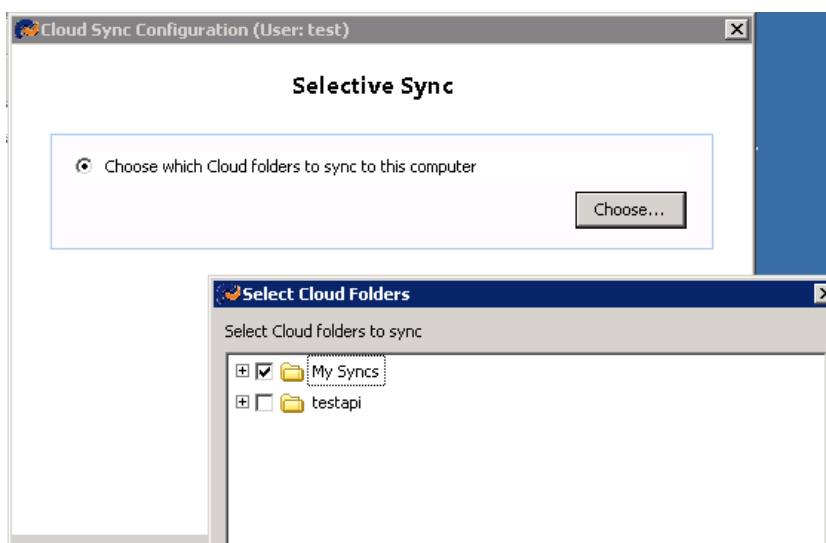 Cloud Sync Configuration (User: test)
Selective Sync
Choose which Cloud folders to sync to this computer
Choose...
Select Cloud Folders
Select Cloud folders to sync
My Syncs
testapi